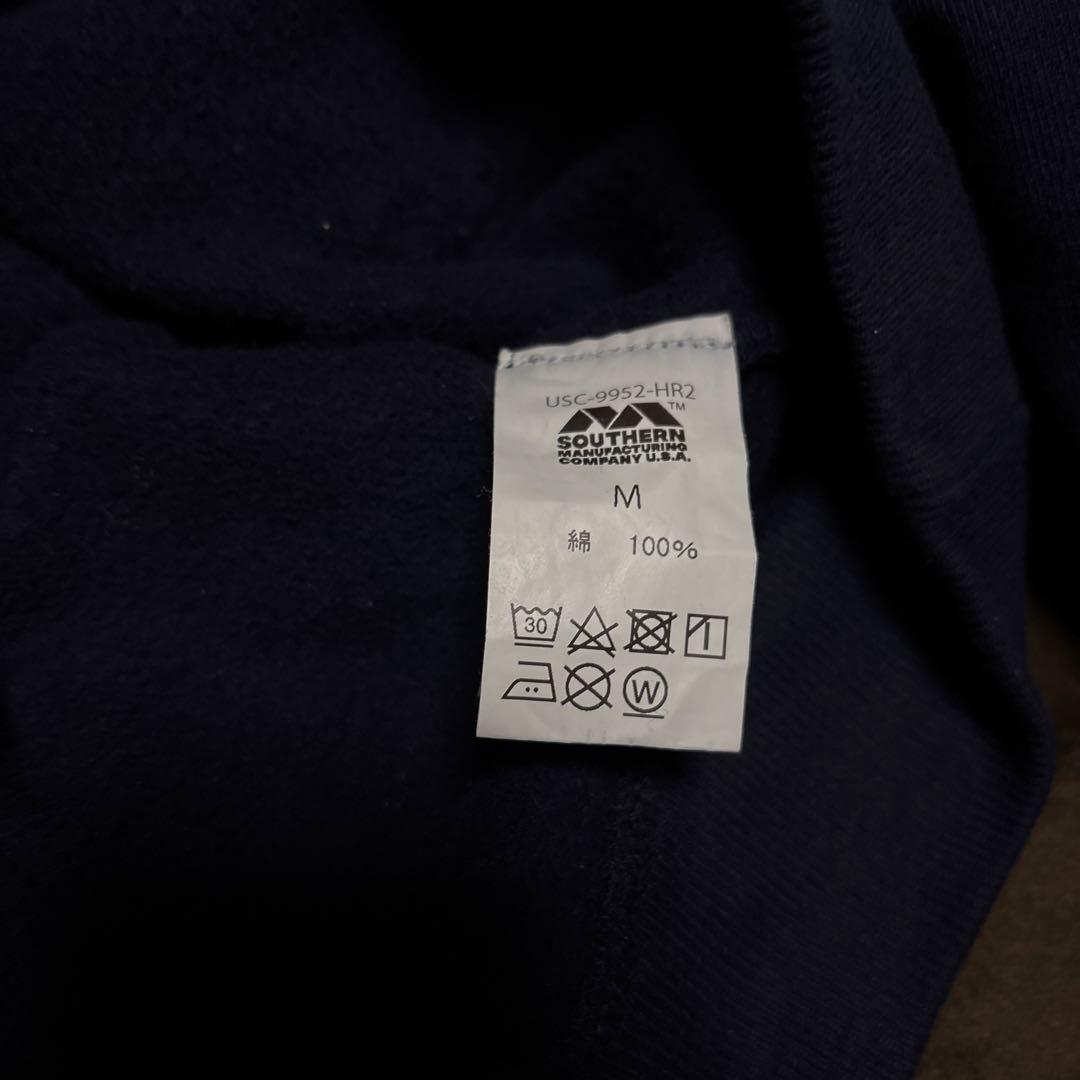 USC-9952-HR2
TM
SOUTHERN
MANUFACTURING
COMPANY U.S.A.
M
綿 100%
30
W